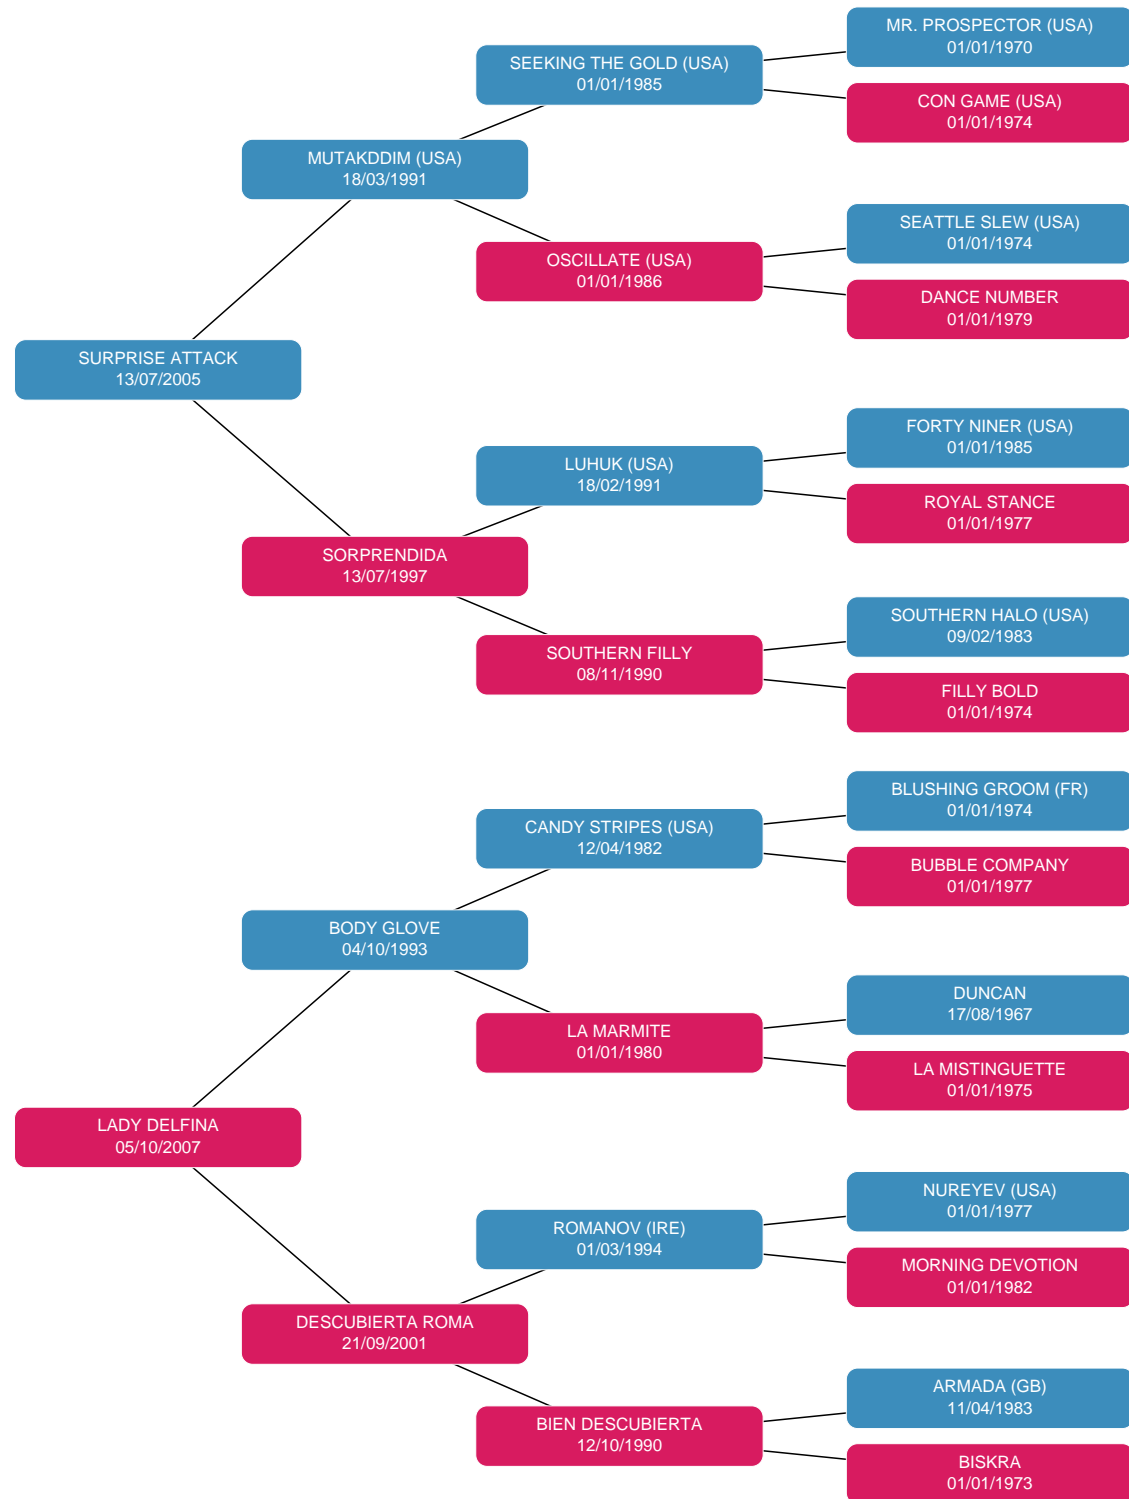 MR. PROSPECTOR (USA)
01/01/1970
SEEKING THE GOLD (USA)
01/01/1985
CON GAME (USA)
01/01/1974
MUTAKDDIM (USA)
18/03/1991
SEATTLE SLEW (USA)
01/01/1974
OSCILLATE (USA)
01/01/1986
DANCE NUMBER
01/01/1979
SURPRISE ATTACK
13/07/2005
FORTY NINER (USA)
01/01/1985
LUHUK (USA)
18/02/1991
ROYAL STANCE
01/01/1977
SORPRENDIDA
13/07/1997
SOUTHERN HALO (USA)
09/02/1983
SOUTHERN FILLY
08/11/1990
FILLY BOLD
01/01/1974
BLUSHING GROOM (FR)
01/01/1974
CANDY STRIPES (USA)
12/04/1982
BUBBLE COMPANY
01/01/1977
BODY GLOVE
04/10/1993
DUNCAN
17/08/1967
LA MARMITE
01/01/1980
LA MISTINGUETTE
01/01/1975
LADY DELFINA
05/10/2007
NUREYEV (USA)
01/01/1977
ROMANOV (IRE)
01/03/1994
MORNING DEVOTION
01/01/1982
DESCUBIERTA ROMA
21/09/2001
ARMADA (GB)
11/04/1983
BIEN DESCUBIERTA
12/10/1990
BISKRA
01/01/1973